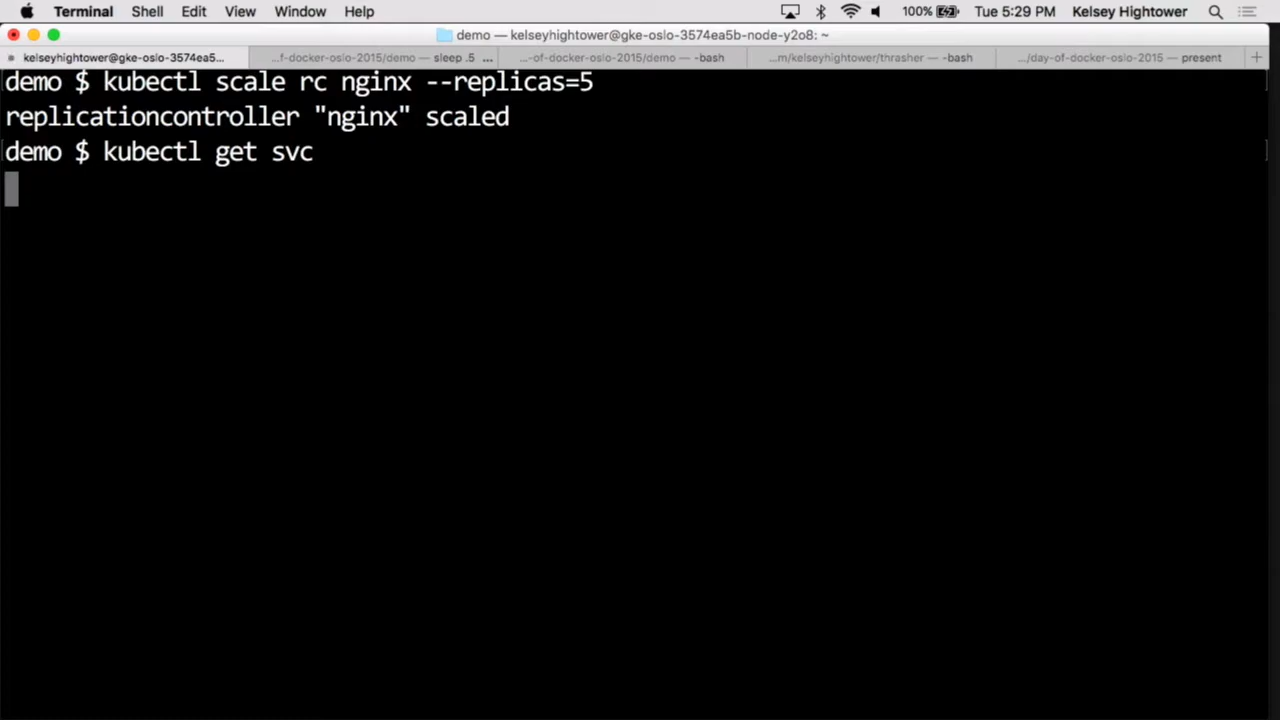 Terminal Shell Edit View Window Help 100% Tue 5:29 PM Kelsey Hightower
demo — kelseyhightower@gke-oslo-3574ea5b-node-y2o8: ~
kelseyhightower@gke-oslo-3574ea5... ...f-docker-oslo-2015/demo — sleep .5 ... ...-of-docker-oslo-2015/demo — -bash ...m/kelseyhightower/thrasher — -bash .../day-of-docker-oslo-2015 — present
demo $ kubectl scale rc nginx --replicas=5
replicationcontroller "nginx" scaled
demo $ kubectl get svc